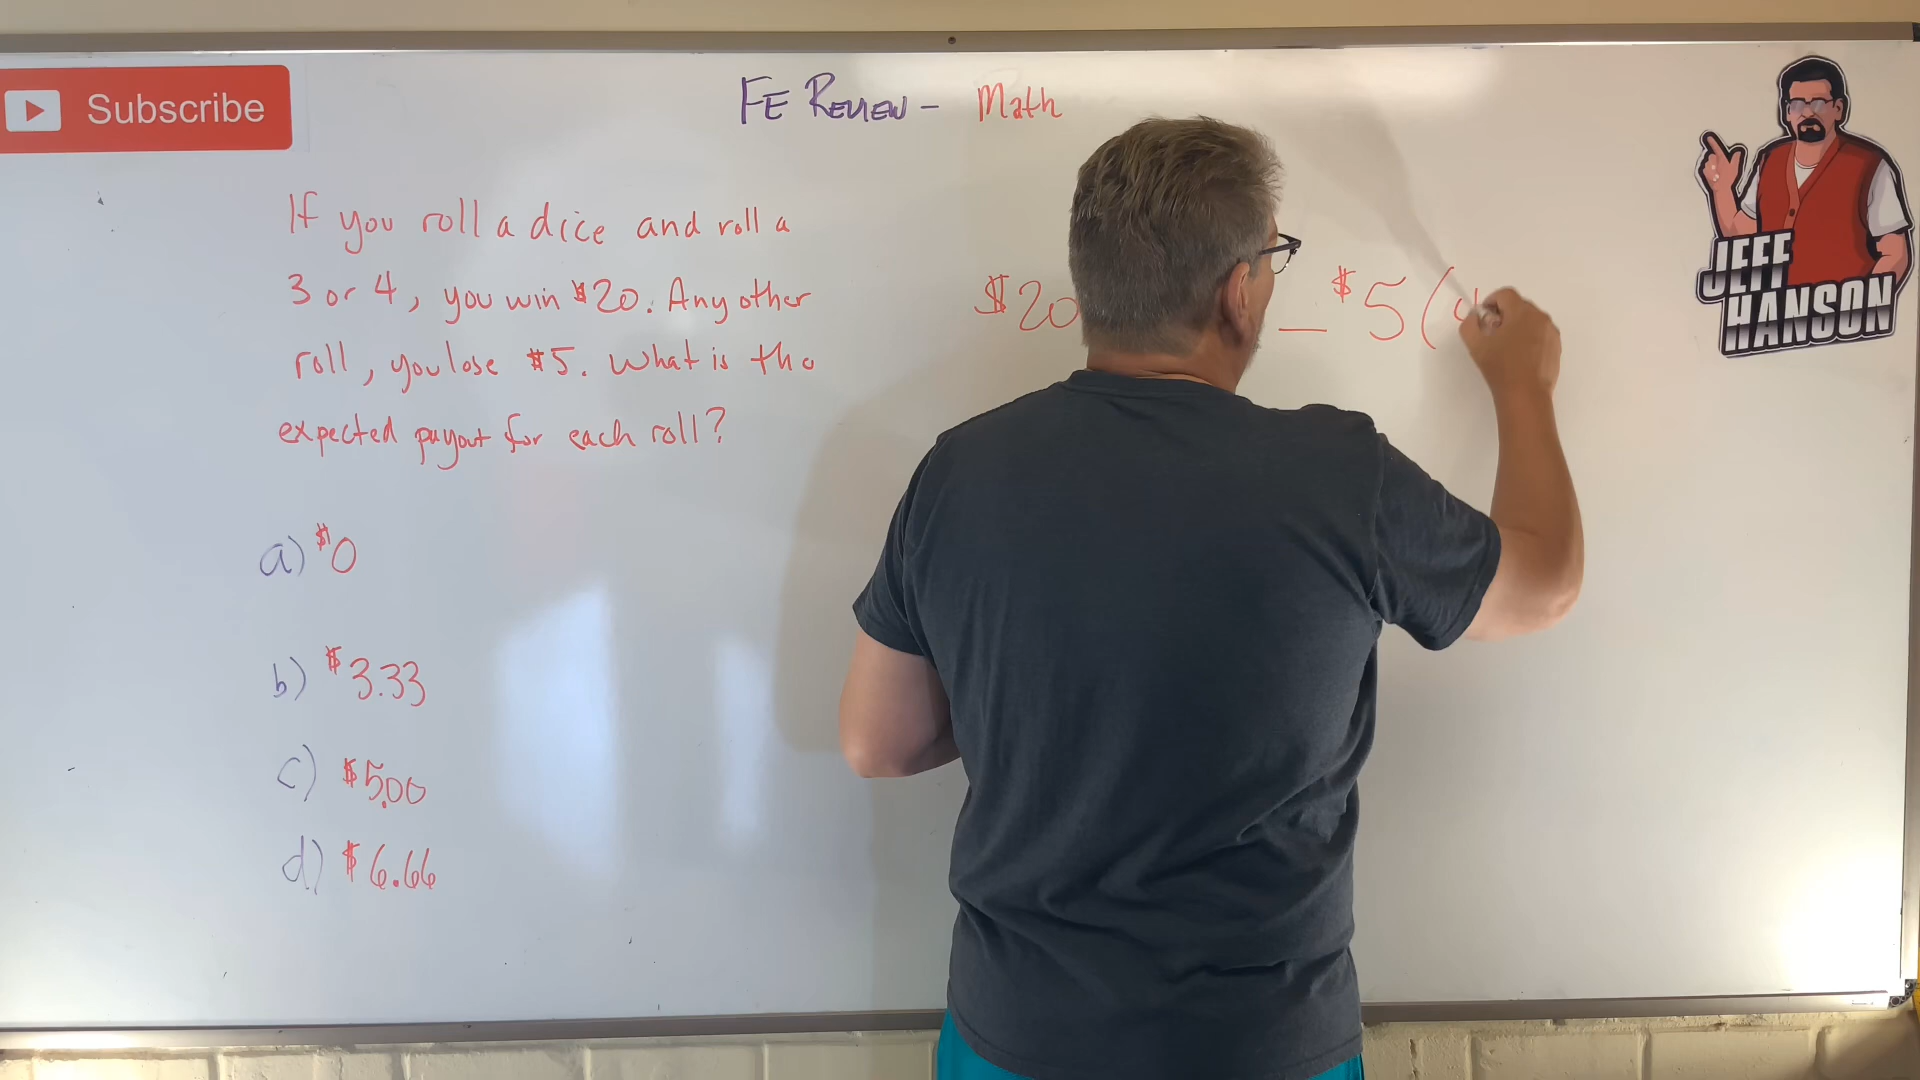 Subscribe
FE REVIEW - Math
If you roll a dice and roll a
3 or 4, you win $20. Any other
roll, you lose $5. What is the
expected payout for each roll?
a) $0
b) $3.33
c) $5.00
d) $6.66
$20
— $5(
JEFF
HANSON